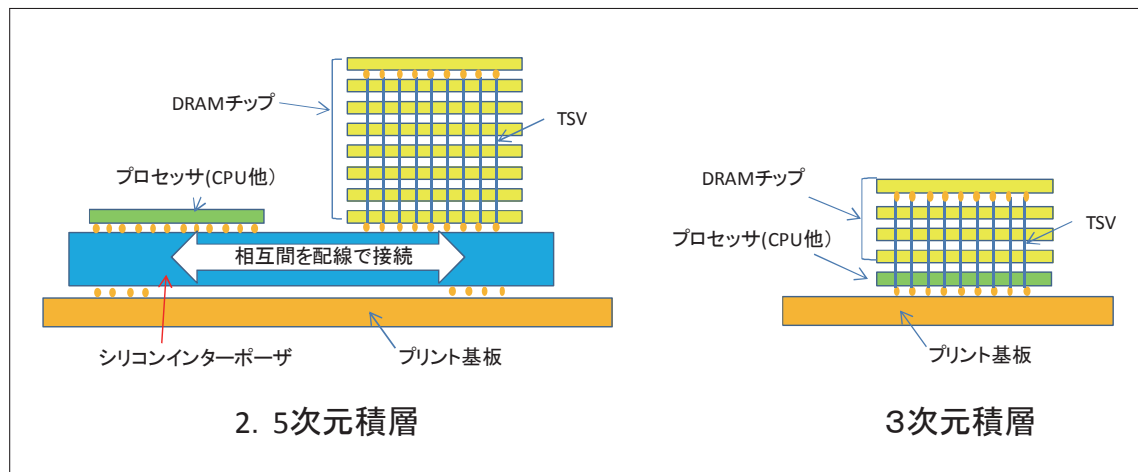 DRAMチップ
TSV
プロセッサ(CPU他）
相互間を配線で接続
シリコンインターポーザ
プリント基板
2. 5次元積層
DRAMチップ
TSV
プロセッサ(CPU他）
プリント基板
３次元積層